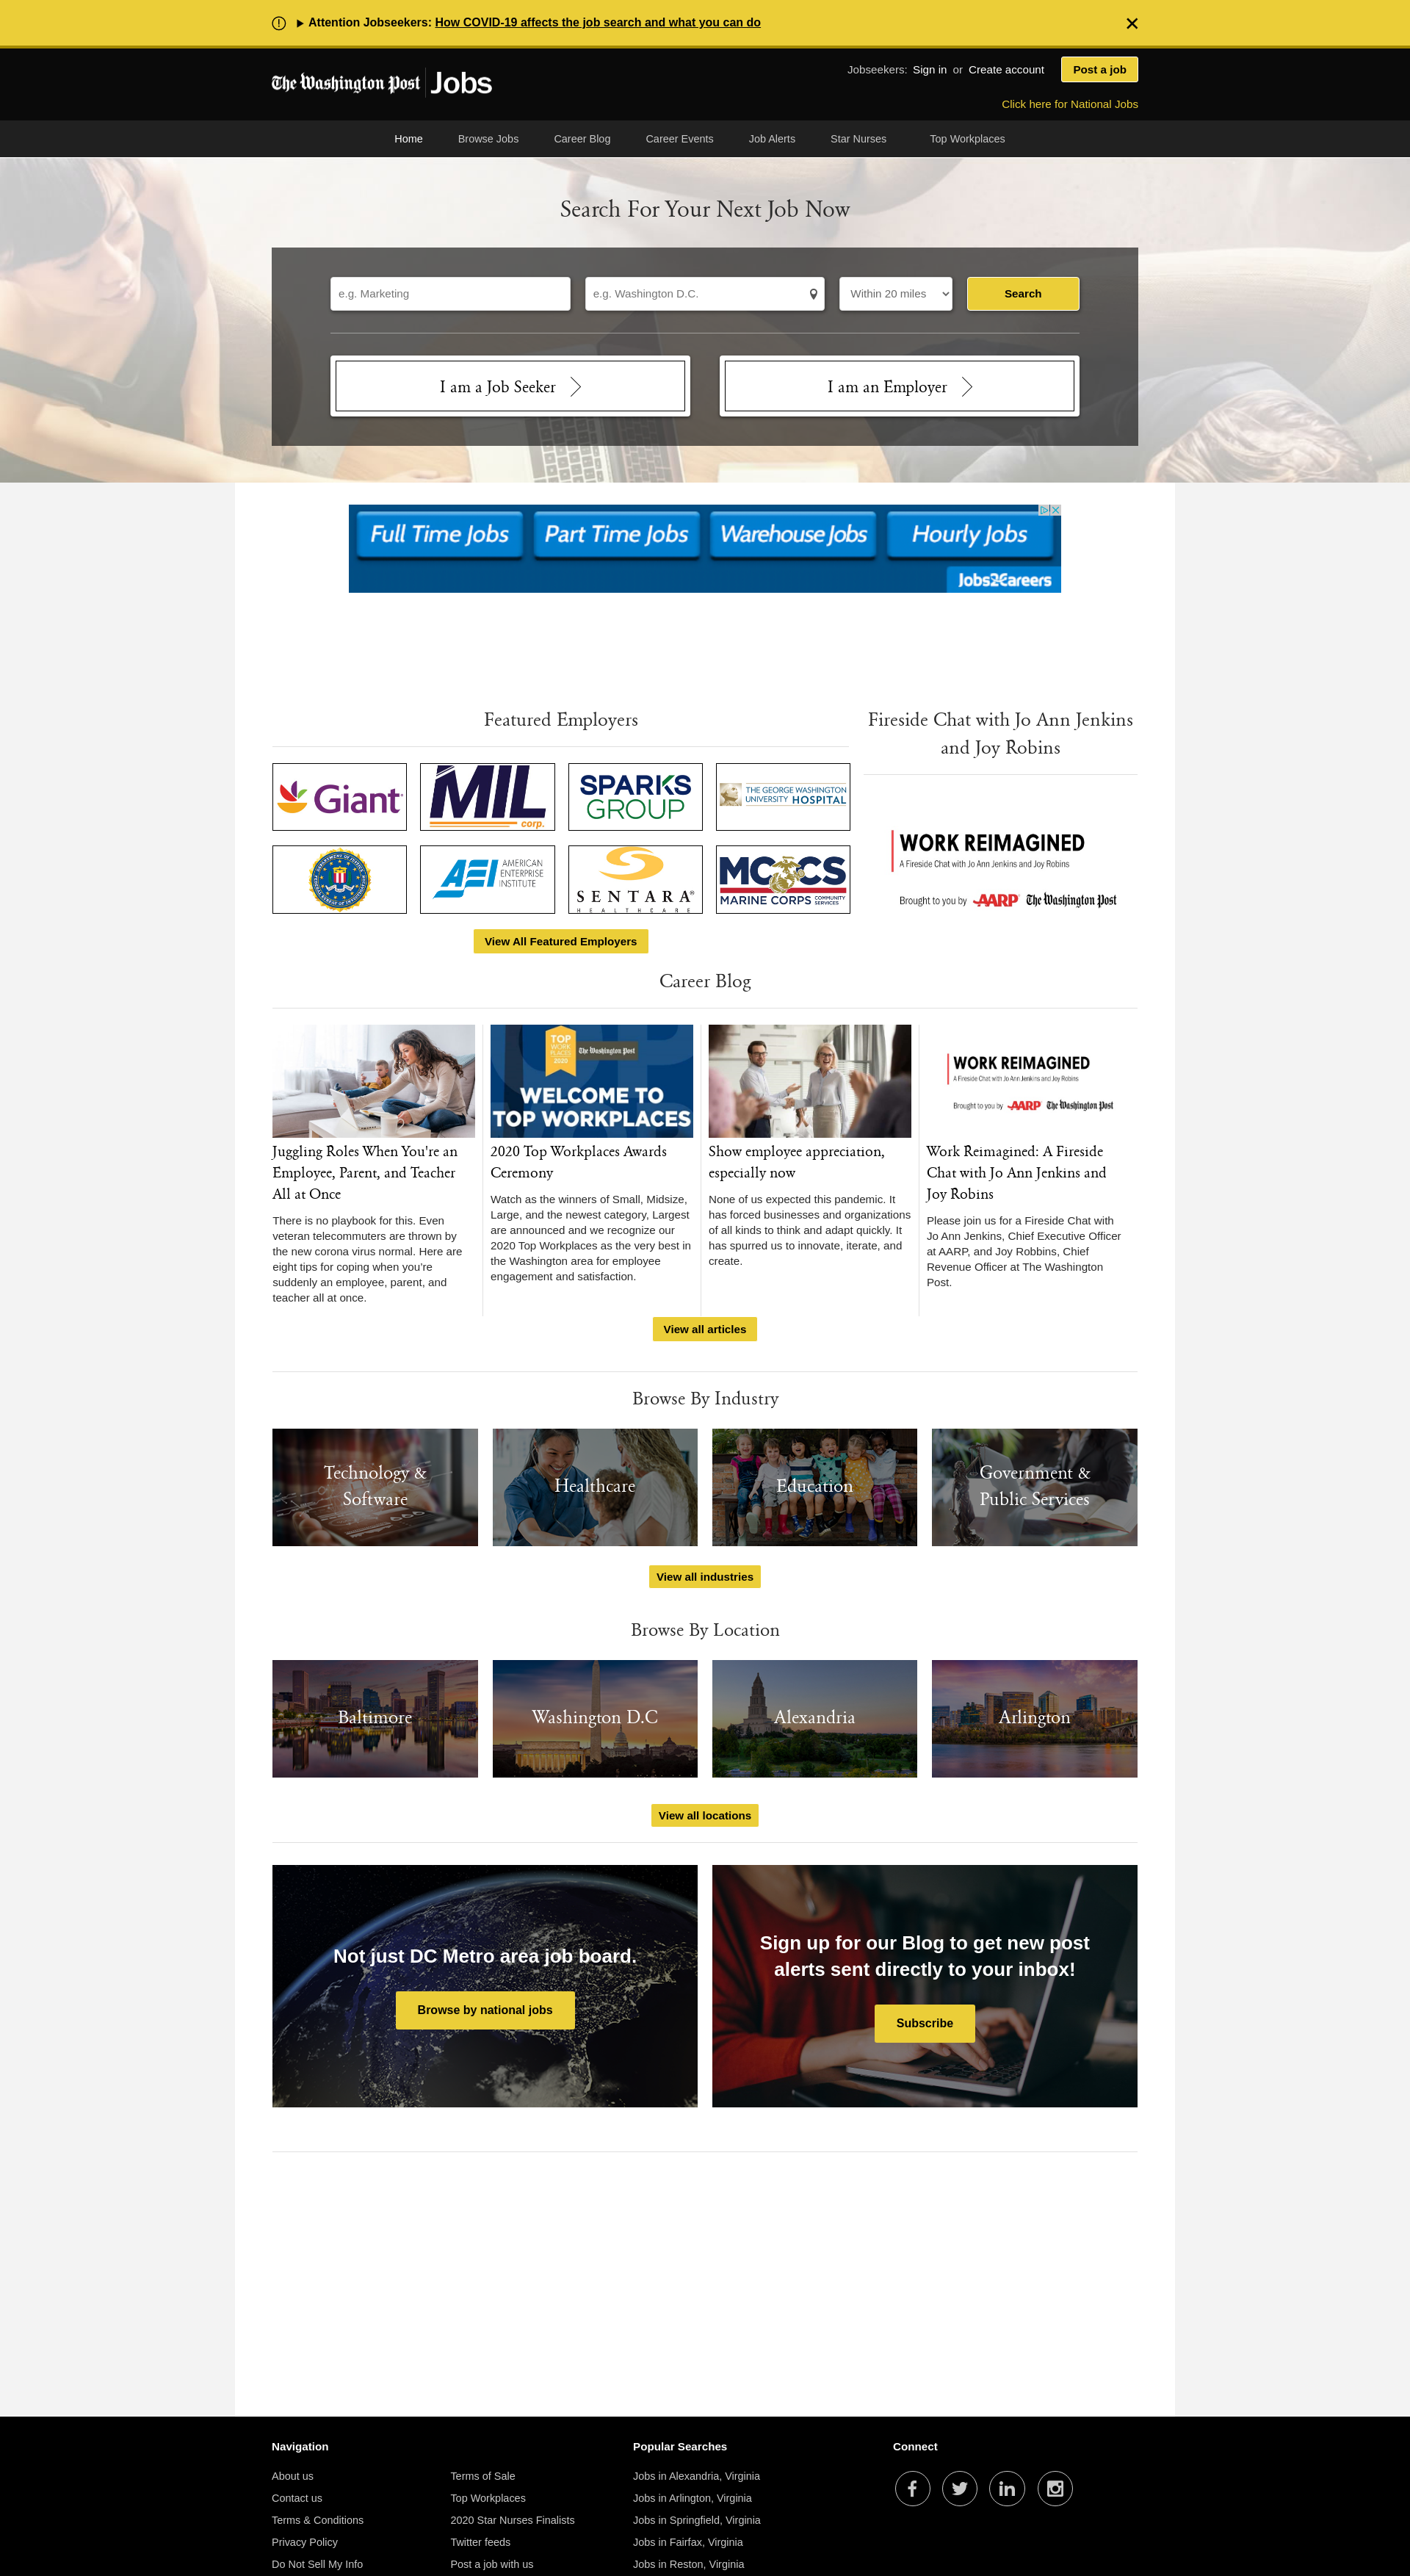 Attention Jobseekers: How COVID-19 affects the job search and what you can do
The Washington Post Jobs
Jobseekers: Sign in or Create account
Post a job
Click here for National Jobs
Home Browse Jobs Career Blog Career Events Job Alerts Star Nurses Top Workplaces
Search For Your Next Job Now
e.g. Marketing
e.g. Washington D.C.
Within 20 miles
Search
I am a Job Seeker
I am an Employer
Full Time Jobs Part Time Jobs Warehouse Jobs Hourly Jobs
Jobs2Careers
Featured Employers
Giant
MIL
corp.
SPARKS
GROUP
THE GEORGE WASHINGTON
UNIVERSITY HOSPITAL
AEI
AMERICAN
ENTERPRISE
INSTITUTE
SENTARA®
HEALTHCARE
MCCS
MARINE CORPS COMMUNITY
SERVICES
View All Featured Employers
Fireside Chat with Jo Ann Jenkins
and Joy Robins
WORK REIMAGINED
A Fireside Chat with Jo Ann Jenkins and Joy Robins
Brought to you by AARP The Washington Post
Career Blog
Juggling Roles When You're an
Employee, Parent, and Teacher
All at Once
There is no playbook for this. Even
veteran telecommuters are thrown by
the new corona virus normal. Here are
eight tips for coping when you’re
suddenly an employee, parent, and
teacher all at once.
TOP
WORK
PLACES
2020
The Washington Post
WELCOME TO
TOP WORKPLACES
2020 Top Workplaces Awards
Ceremony
Watch as the winners of Small, Midsize,
Large, and the newest category, Largest
are announced and we recognize our
2020 Top Workplaces as the very best in
the Washington area for employee
engagement and satisfaction.
Show employee appreciation,
especially now
None of us expected this pandemic. It
has forced businesses and organizations
of all kinds to think and adapt quickly. It
has spurred us to innovate, iterate, and
create.
WORK REIMAGINED
A Fireside Chat with Jo Ann Jenkins and Joy Robins
Brought to you by AARP The Washington Post
Work Reimagined: A Fireside
Chat with Jo Ann Jenkins and
Joy Robins
Please join us for a Fireside Chat with
Jo Ann Jenkins, Chief Executive Officer
at AARP, and Joy Robbins, Chief
Revenue Officer at The Washington
Post.
View all articles
Browse By Industry
Technology &
Software
Healthcare
Education
Government &
Public Services
View all industries
Browse By Location
Baltimore
Washington D.C
Alexandria
Arlington
View all locations
Not just DC Metro area job board.
Browse by national jobs
Sign up for our Blog to get new post
alerts sent directly to your inbox!
Subscribe
Navigation
About us
Contact us
Terms & Conditions
Privacy Policy
Do Not Sell My Info
Terms of Sale
Top Workplaces
2020 Star Nurses Finalists
Twitter feeds
Post a job with us
Popular Searches
Jobs in Alexandria, Virginia
Jobs in Arlington, Virginia
Jobs in Springfield, Virginia
Jobs in Fairfax, Virginia
Jobs in Reston, Virginia
Connect